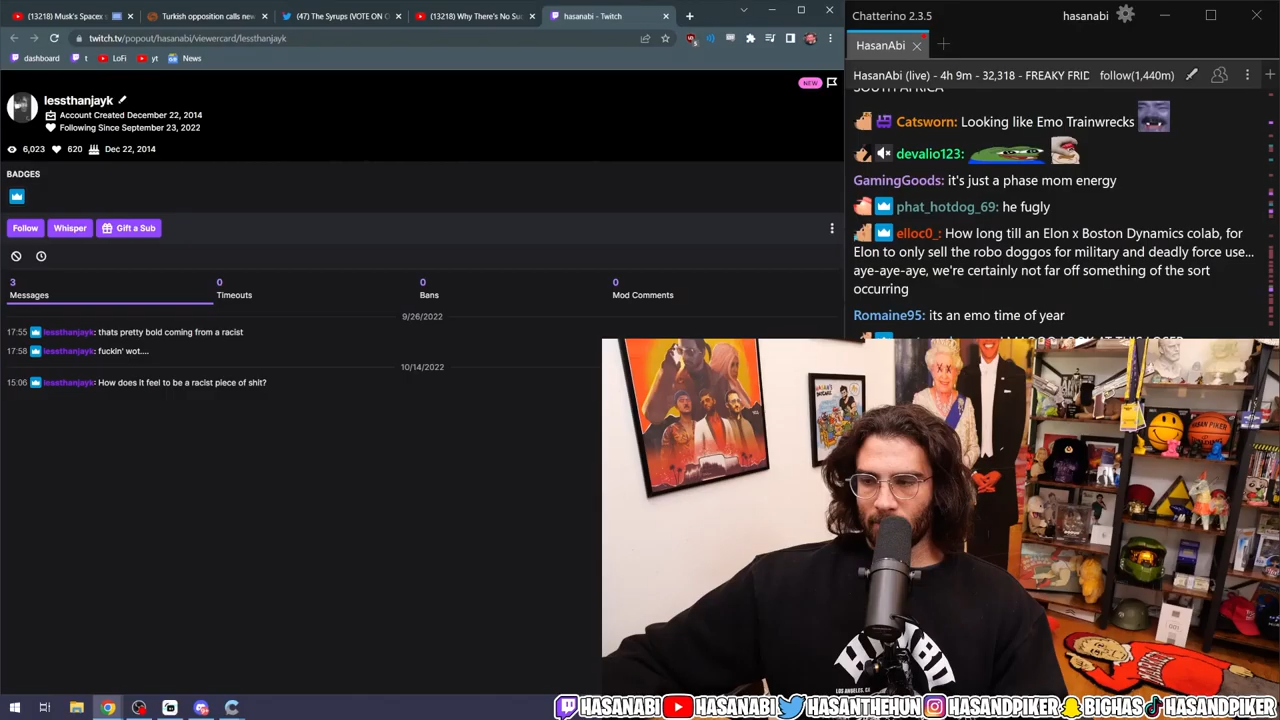 (13218) Musk's Spacex
Turkish opposition calls new
(47) The Syrups (VOTE ON
(13218) Why There's No Su
hasanabi - Twitch
twitch.tv/popout/hasanabi/viewercard/lessthanjayk
dashboard
t
LoFi
yt
News
NEW
lessthanjayk
Account Created December 22, 2014
Following Since September 23, 2022
6,023 620 Dec 22, 2014
BADGES
Follow
Whisper
Gift a Sub
3
Messages
0
Timeouts
0
Bans
0
Mod Comments
9/26/2022
17:55 lessthanjayk: thats pretty bold coming from a racist
17:58 lessthanjayk: fuckin' wot....
10/14/2022
15:06 lessthanjayk: How does it feel to be a racist piece of shit?
Chatterino 2.3.5
hasanabi
HasanAbi
HasanAbi (live) - 4h 9m - 32,318 - FREAKY FRID
follow(1,440m)
SOUTH AFRICA
Catsworn: Looking like Emo Trainwrecks
devalio123:
GamingGoods: it's just a phase mom energy
phat_hotdog_69: he fugly
elloc0_: How long till an Elon x Boston Dynamics colab, for
Elon to only sell the robo doggos for military and deadly force use...
aye-aye-aye, we're certainly not far off something of the sort
occurring
Romaine95: its an emo time of year
LOS ANGELES, CA
HASANABI
HASANABI
HASANTHEHUN
HASANDPIKER
BIGHAS
HASANDPIKER